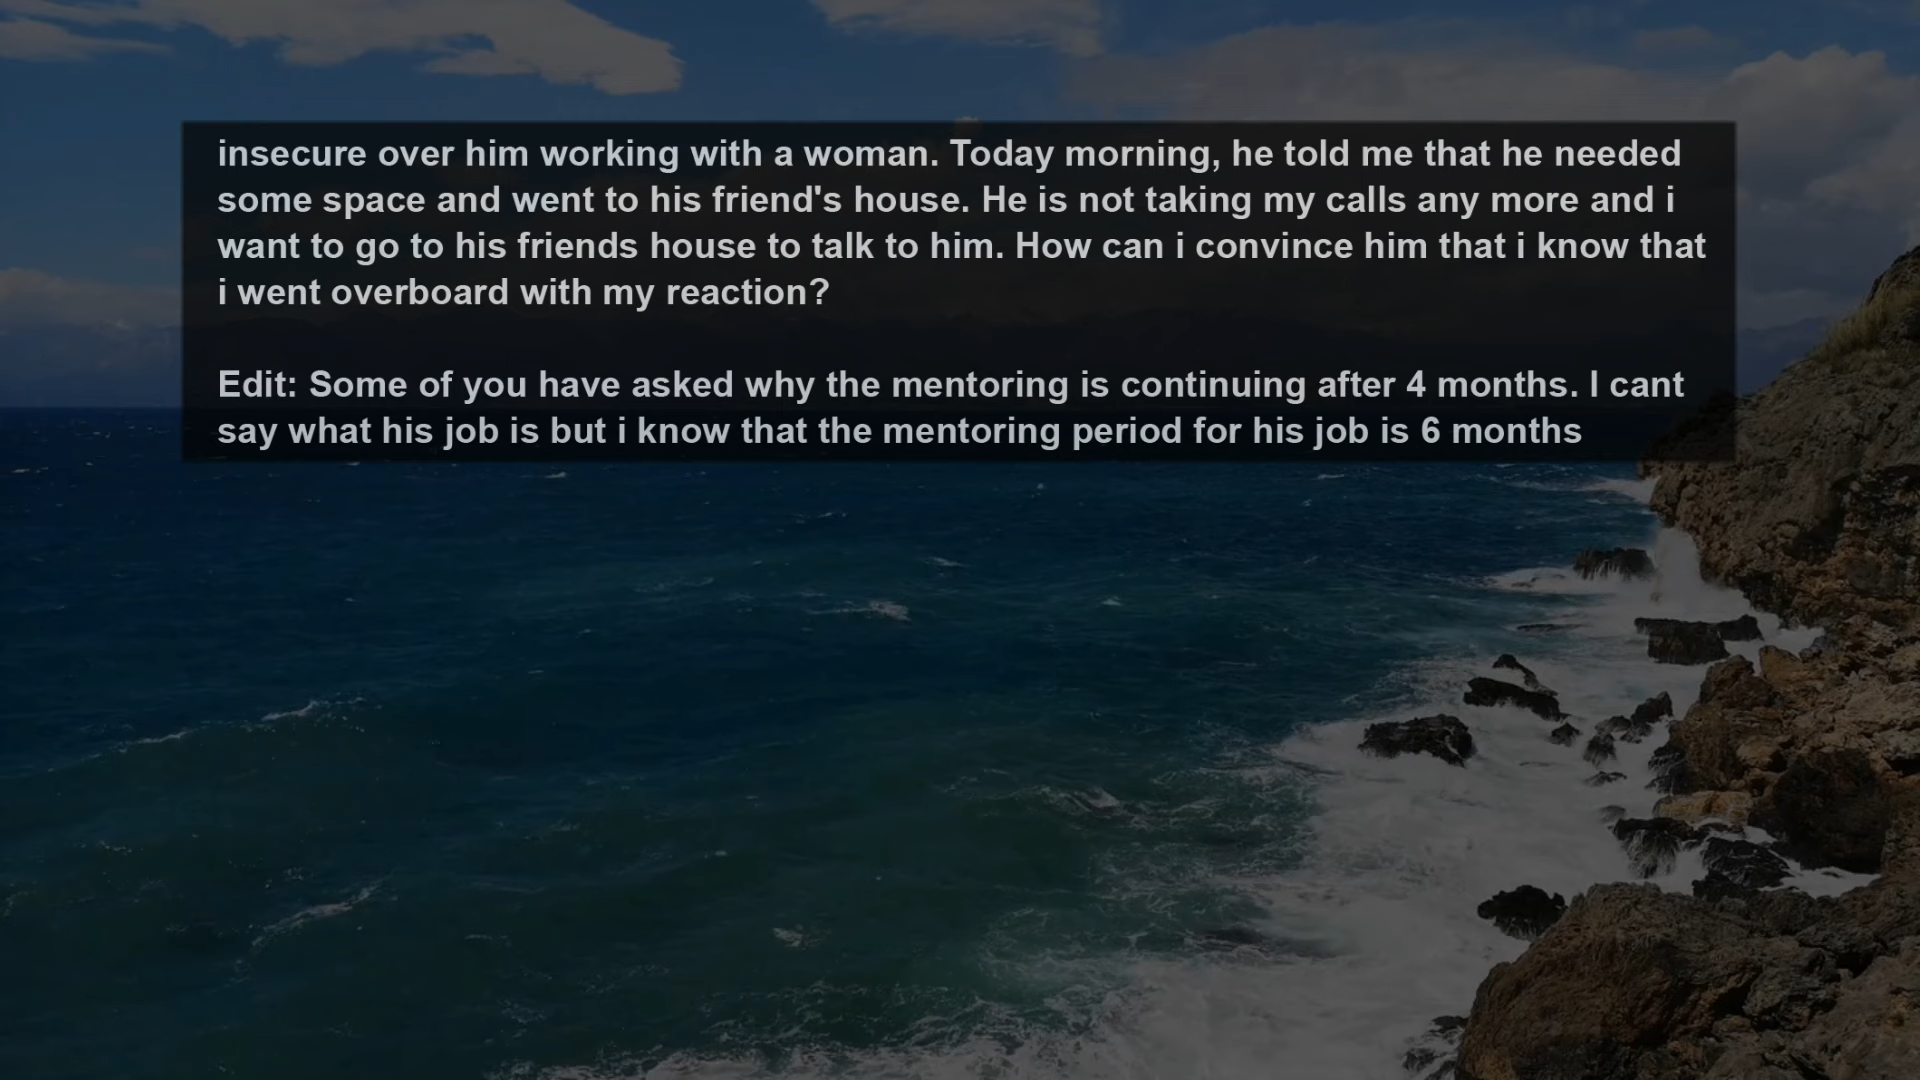 insecure over him working with a woman. Today morning, he told me that he needed
some space and went to his friend's house. He is not taking my calls any more and i
want to go to his friends house to talk to him. How can i convince him that i know that
i went overboard with my reaction?
Edit: Some of you have asked why the mentoring is continuing after 4 months. I cant
say what his job is but i know that the mentoring period for his job is 6 months